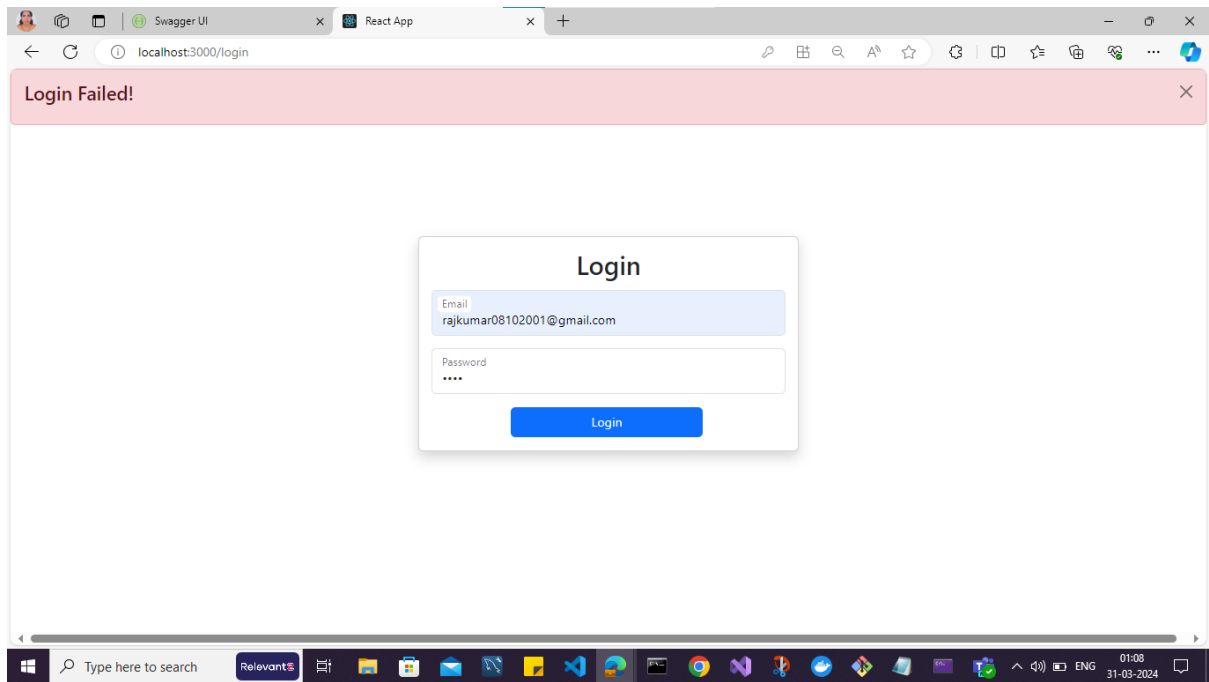 Swagger UI
React App
localhost:3000/login
Login Failed!
Login
Email
rajkumar08102001@gmail.com
Password
••••
Login
Type here to search
Relevant
ENG
01:08
31-03-2024